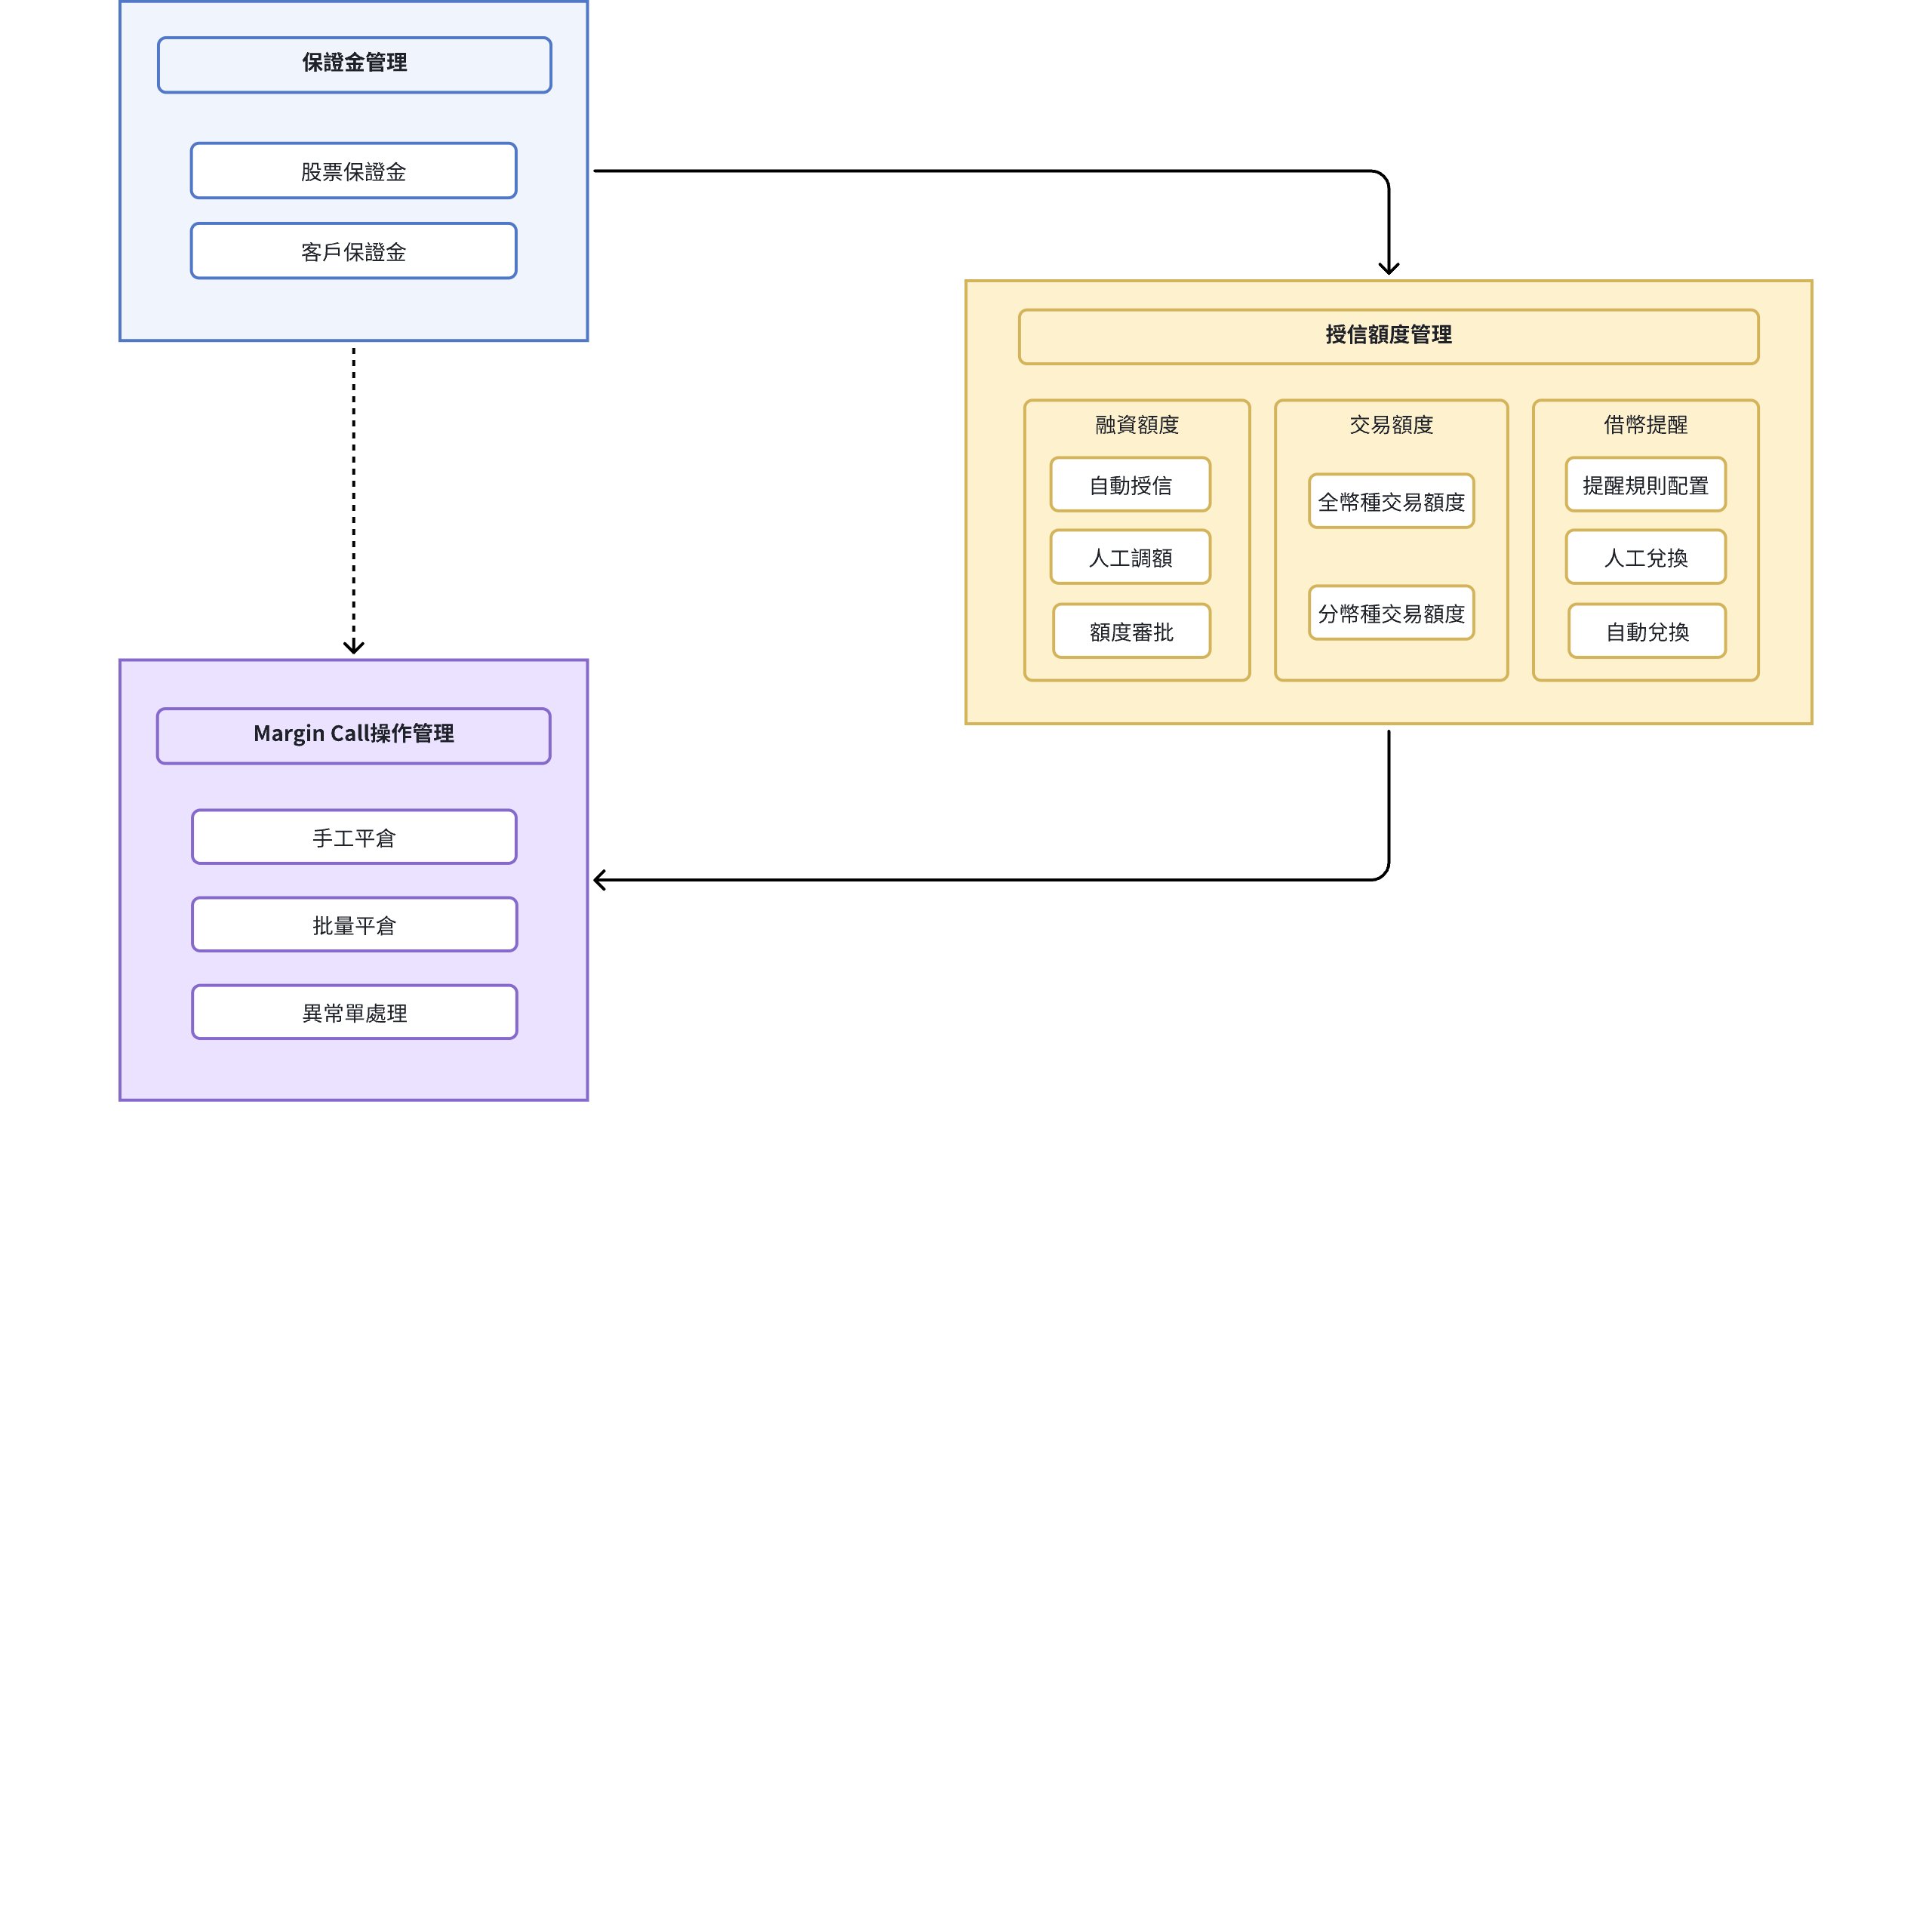 保證金管理
股票保證金
客戶保證金
授信額度管理
融資額度
自動授信
人工調額
額度審批
交易額度
全幣種交易額度
分幣種交易額度
借幣提醒
提醒規則配置
人工兌換
自動兌換
Margin Call操作管理
手工平倉
批量平倉
異常單處理